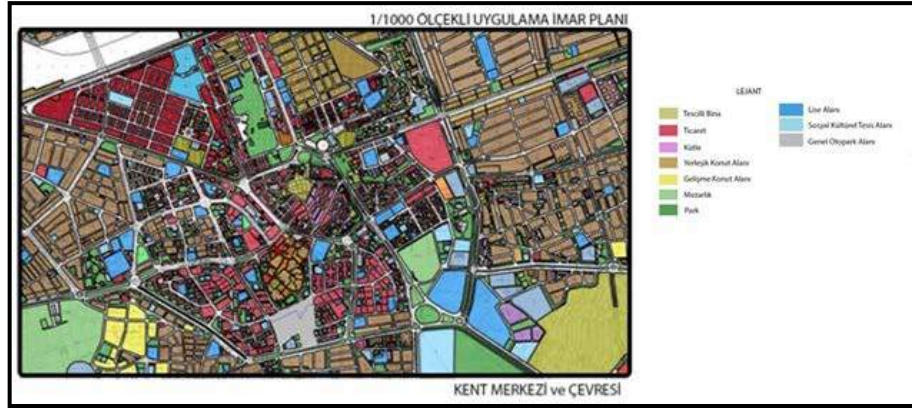 1/1000 ÖLÇEKLİ UYGULAMA İMAR PLANI
LEJANT
Tescilli Bina
Ticaret
Kütle
Yerleşik Konut Alanı
Gelişme Konut Alanı
Mezarlık
Park
Lise Alanı
Sosyal Kültürel Tesis Alanı
Genel Otopark Alanı
KENT MERKEZİ ve ÇEVRESİ